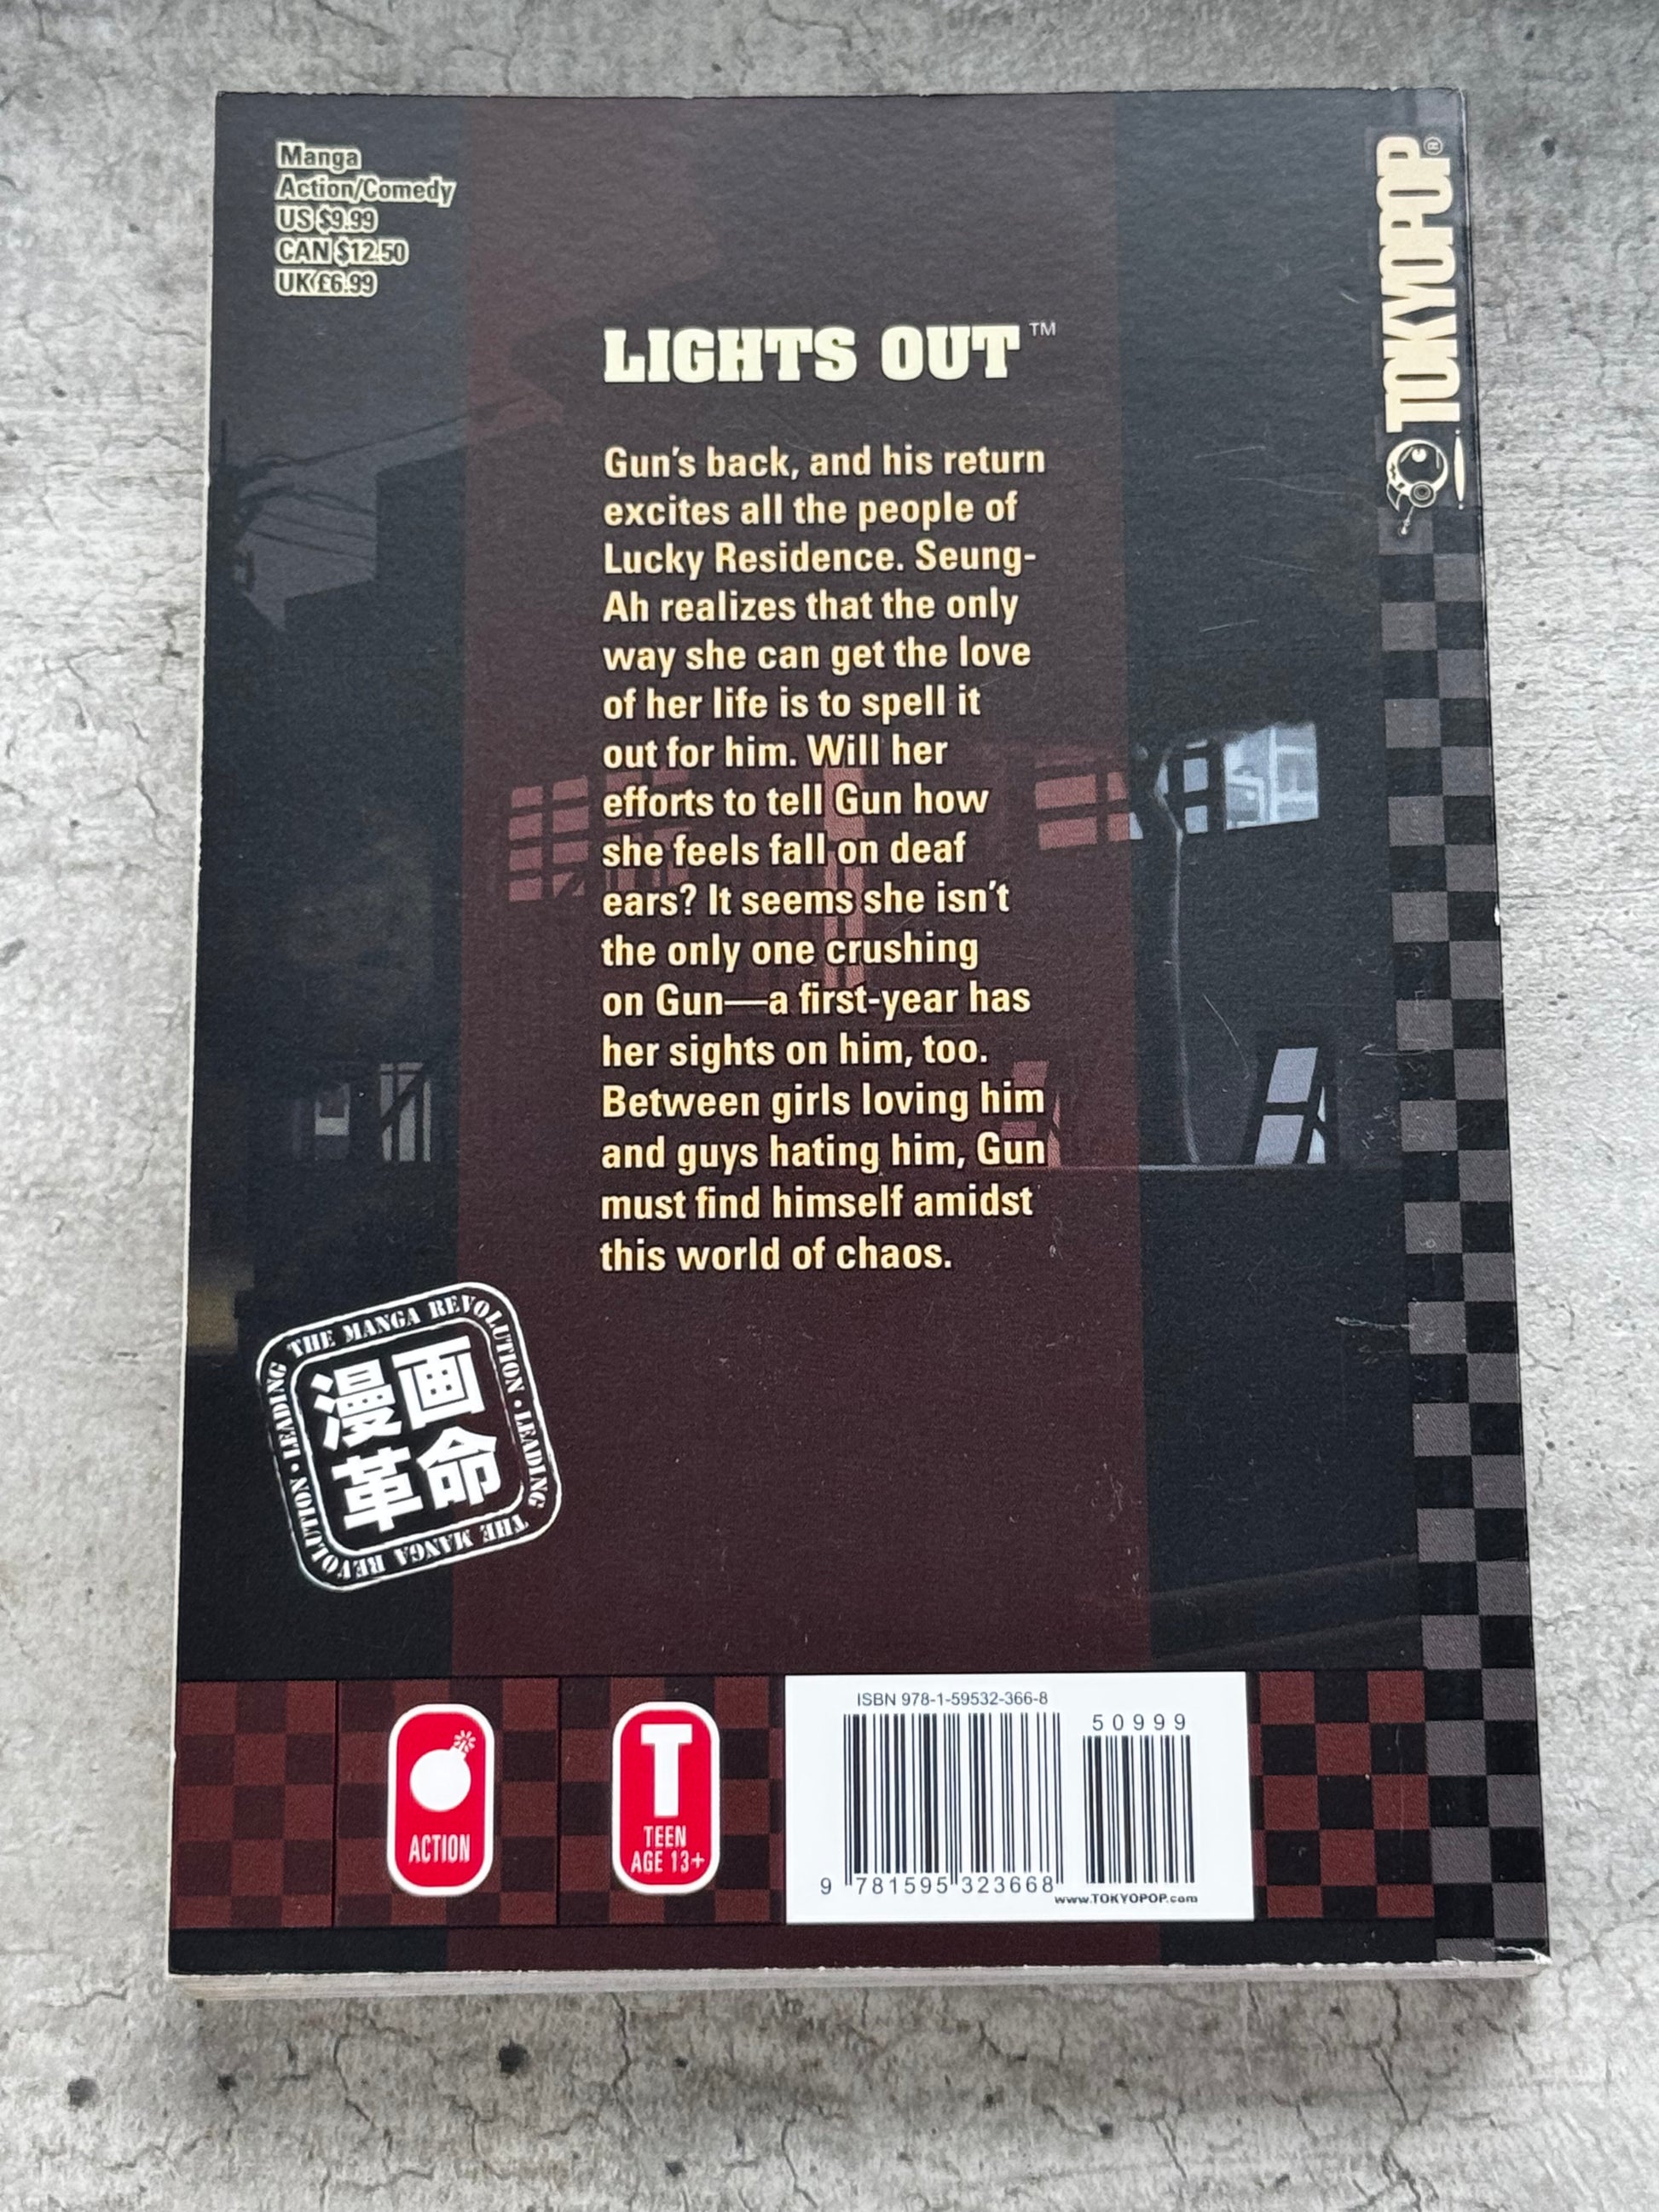 Manga
Action/Comedy
US $9.99
CAN $12.50
UK £6.99
TOKYOPOP®
LIGHTS OUT™
Gun's back, and his return
excites all the people of
Lucky Residence. Seung-
Ah realizes that the only
way she can get the love
of her life is to spell it
out for him. Will her
efforts to tell Gun how
she feels fall on deaf
ears? It seems she isn't
the only one crushing
on Gun—a first-year has
her sights on him, too.
Between girls loving him
and guys hating him, Gun
must find himself amidst
this world of chaos.
LEADING THE MANGA REVOLUTION • LEADING THE MANGA REVOLUTION •
漫画
革命
ACTION
T
TEEN
AGE 13+
ISBN 978-1-59532-366-8
50999
9 781595 323668
www.TOKYOPOP.com